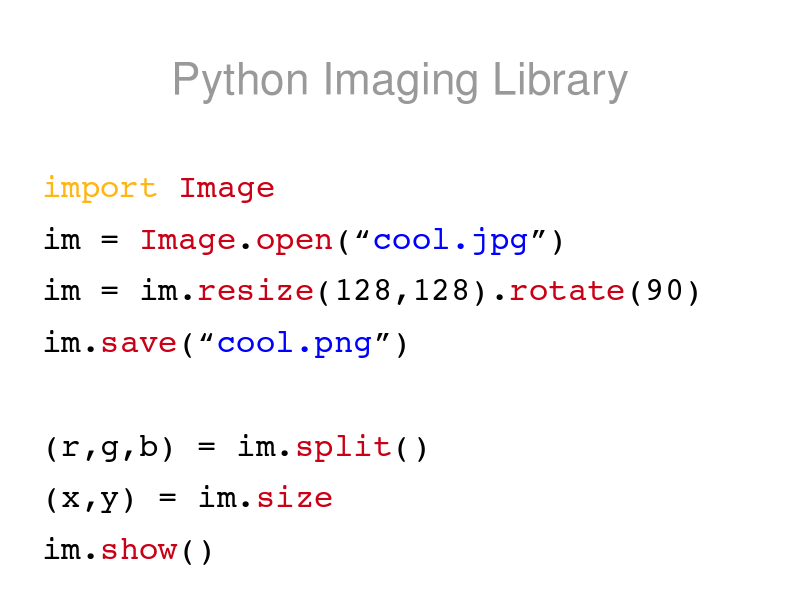 Python Imaging Library
import Image
im = Image.open(“cool.jpg”)
im = im.resize(128,128).rotate(90)
im.save(“cool.png”)
(r,g,b) = im.split()
(x,y) = im.size
im.show()